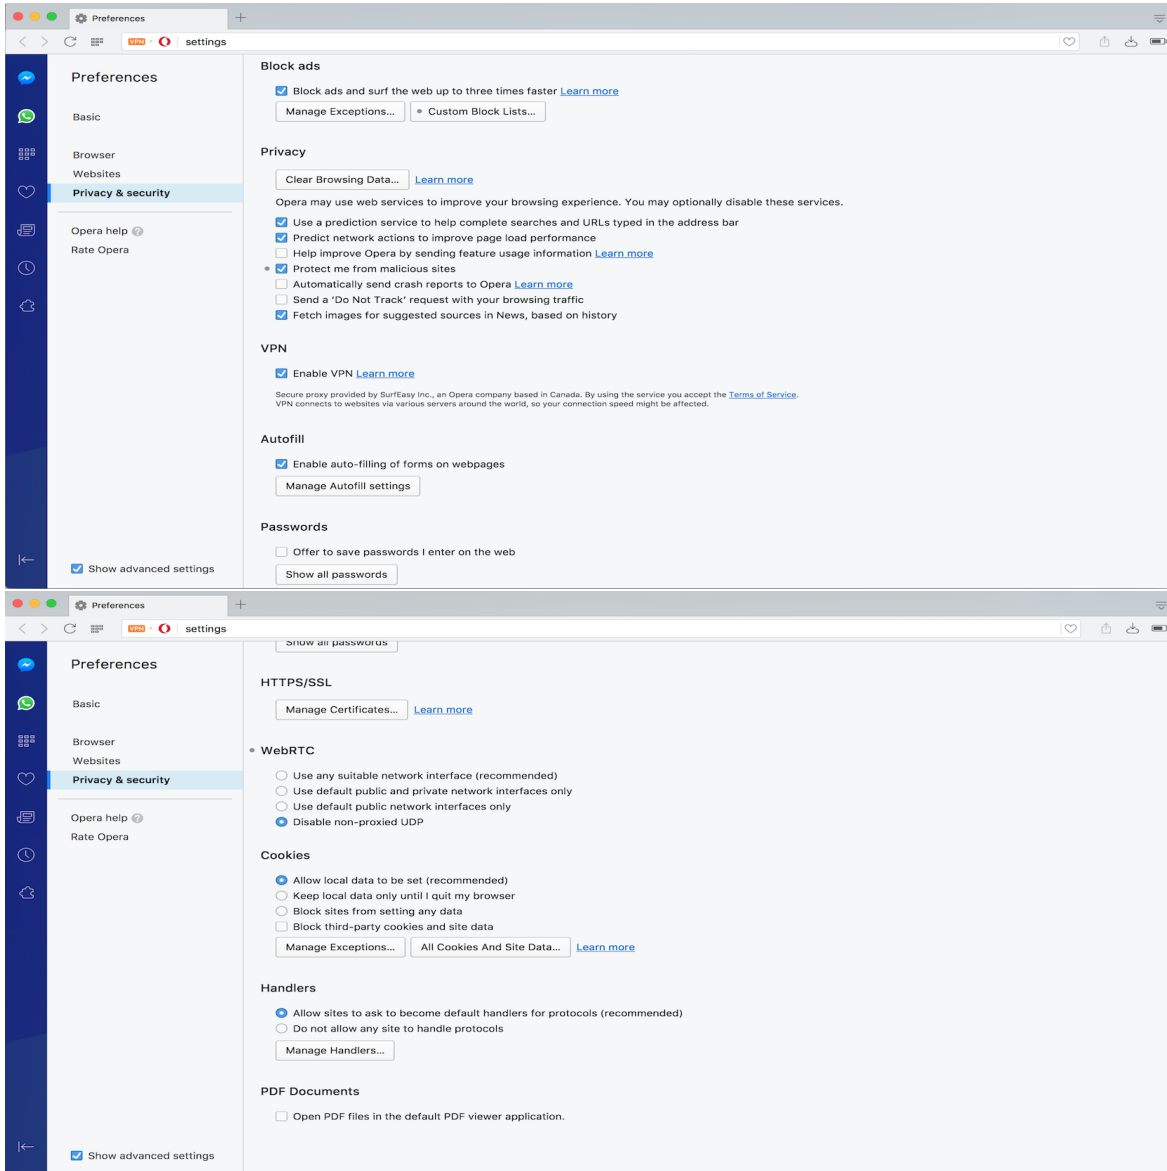 Preferences
VPN
settings
Preferences
Basic
Browser
Websites
Privacy & security
Opera help ?
Rate Opera
Show advanced settings
Block ads
Block ads and surf the web up to three times faster Learn more
Manage Exceptions... Custom Block Lists...
Privacy
Clear Browsing Data... Learn more
Opera may use web services to improve your browsing experience. You may optionally disable these services.
Use a prediction service to help complete searches and URLs typed in the address bar
Predict network actions to improve page load performance
Help improve Opera by sending feature usage information Learn more
Protect me from malicious sites
Automatically send crash reports to Opera Learn more
Send a ‘Do Not Track’ request with your browsing traffic
Fetch images for suggested sources in News, based on history
VPN
Enable VPN Learn more
Secure proxy provided by SurfEasy Inc., an Opera company based in Canada. By using the service you accept the Terms of Service.
VPN connects to websites via various servers around the world, so your connection speed might be affected.
Autofill
Enable auto-filling of forms on webpages
Manage Autofill settings
Passwords
Offer to save passwords I enter on the web
Show all passwords
Preferences
VPN
settings
Preferences
Basic
Browser
Websites
Privacy & security
Opera help ?
Rate Opera
Show advanced settings
Show all passwords
HTTPS/SSL
Manage Certificates... Learn more
WebRTC
Use any suitable network interface (recommended)
Use default public and private network interfaces only
Use default public network interfaces only
Disable non-proxied UDP
Cookies
Allow local data to be set (recommended)
Keep local data only until I quit my browser
Block sites from setting any data
Block third-party cookies and site data
Manage Exceptions... All Cookies And Site Data... Learn more
Handlers
Allow sites to ask to become default handlers for protocols (recommended)
Do not allow any site to handle protocols
Manage Handlers...
PDF Documents
Open PDF files in the default PDF viewer application.